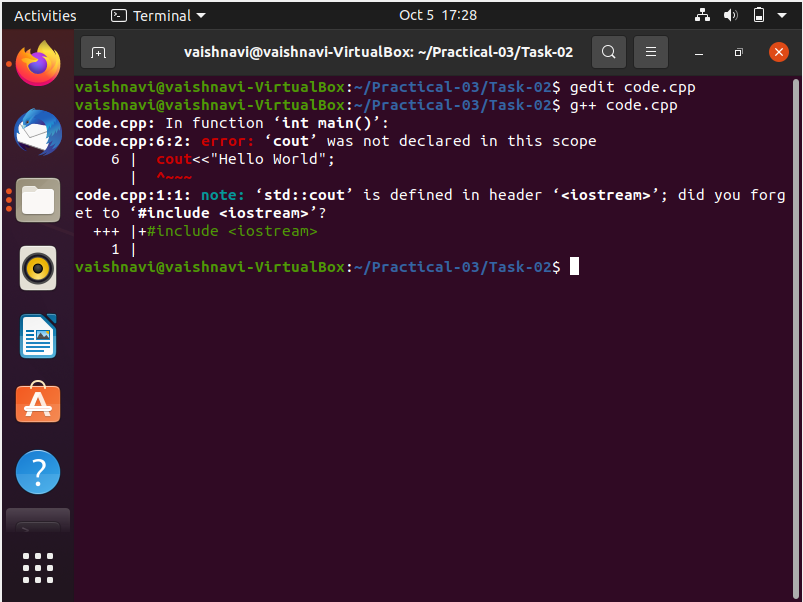 Activities
Terminal
Oct 5 17:28
vaishnavi@vaishnavi-VirtualBox: ~/Practical-03/Task-02
vaishnavi@vaishnavi-VirtualBox:~/Practical-03/Task-02$ gedit code.cpp
vaishnavi@vaishnavi-VirtualBox:~/Practical-03/Task-02$ g++ code.cpp
code.cpp: In function ‘int main()’:
code.cpp:6:2: error: ‘cout’ was not declared in this scope
    6 |  cout<<"Hello World";
      |  ^~~~
code.cpp:1:1: note: ‘std::cout’ is defined in header ‘<iostream>’; did you forg
et to ‘#include <iostream>’?
  +++ |+#include <iostream>
    1 |
vaishnavi@vaishnavi-VirtualBox:~/Practical-03/Task-02$